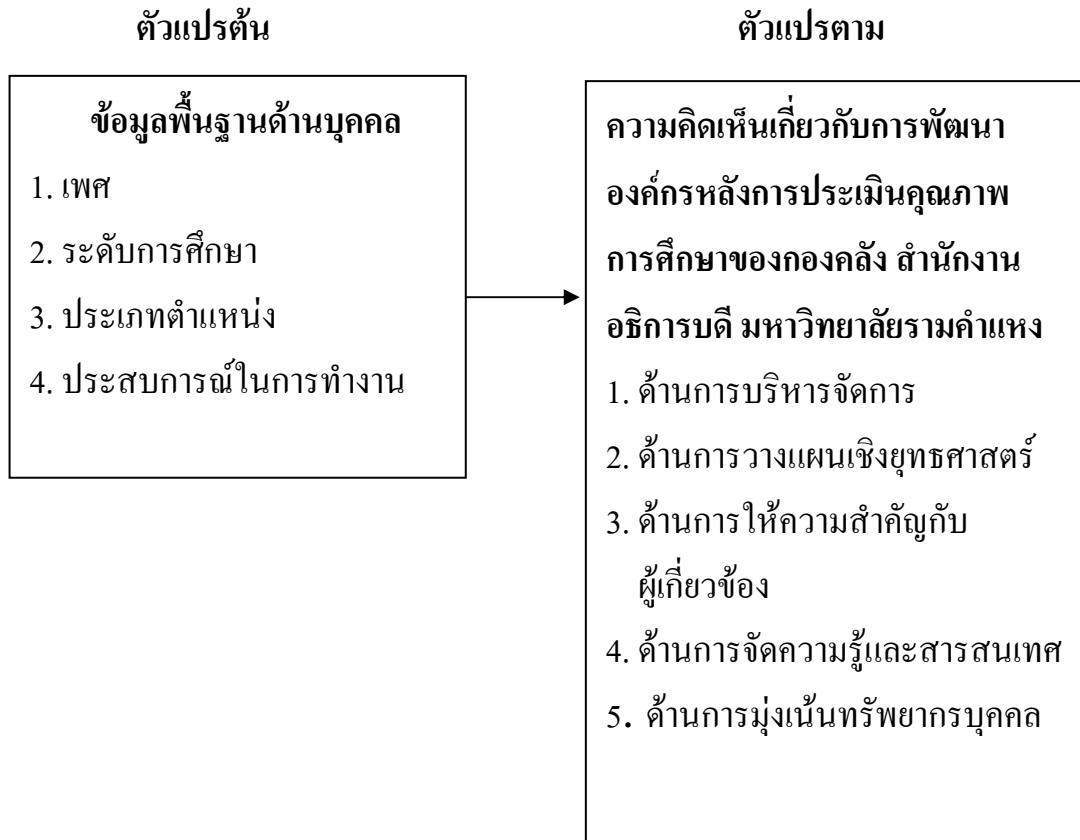 ตัวแปรต้น
ข้อมูลพื้นฐานด้านบุคคล
1. เพศ
2. ระดับการศึกษา
3. ประเภทตำแหน่ง
4. ประสบการณ์ในการทำงาน
ตัวแปรตาม
ความคิดเห็นเกี่ยวกับการพัฒนา
องค์กรหลังการประเมินคุณภาพ
การศึกษาของกองคลัง สำนักงาน
อธิการบดี มหาวิทยาลัยรามคำแหง
1. ด้านการบริหารจัดการ
2. ด้านการวางแผนเชิงยุทธศาสตร์
3. ด้านการให้ความสำคัญกับ
ผู้เกี่ยวข้อง
4. ด้านการจัดความรู้และสารสนเทศ
5. ด้านการมุ่งเน้นทรัพยากรบุคคล